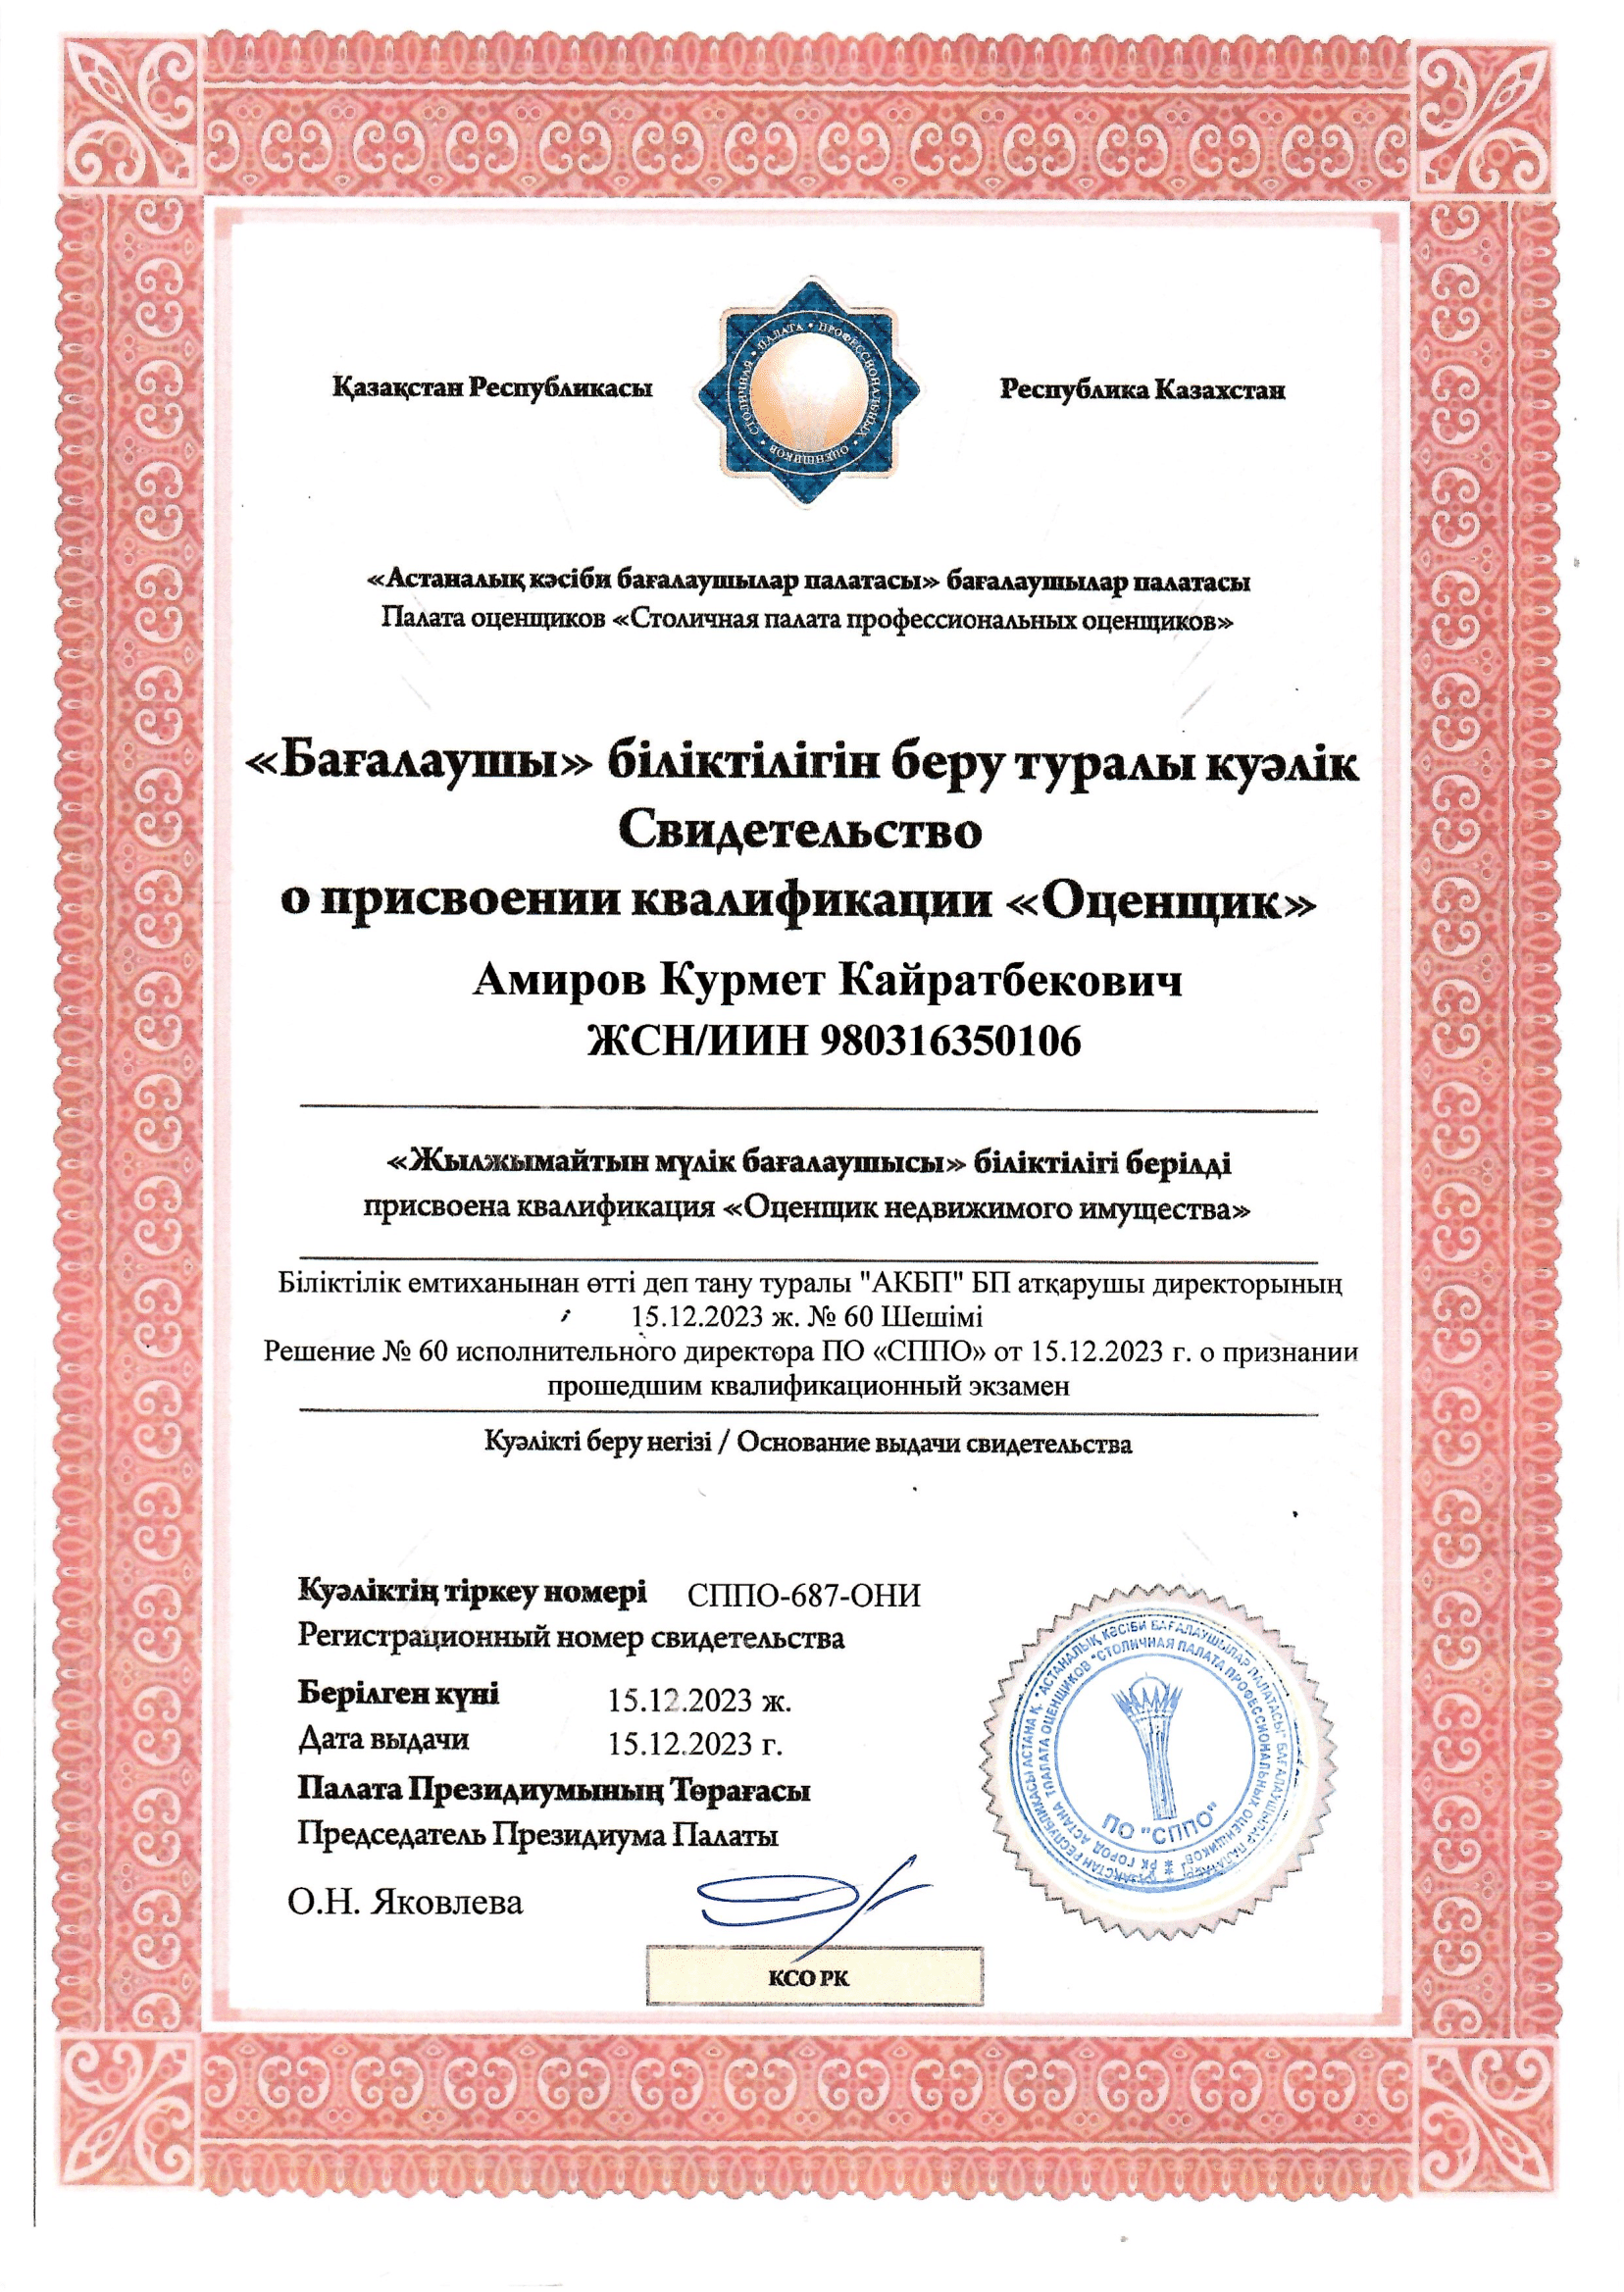 Қазақстан Республикасы
Республика Казахстан
СТОЛИЧНАЯ • ПАЛАТА • ПРОФЕССИОНАЛЬНЫХ • ОЦЕНЩИКОВ •
«Астаналық кәсіби бағалаушылар палатасы» бағалаушылар палатасы
Палата оценщиков «Столичная палата профессиональных оценщиков»
«Бағалаушы» біліктілігін беру туралы куәлік
Свидетельство
о присвоении квалификации «Оценщик»
Амиров Курмет Кайратбекович
ЖСН/ИИН 980316350106
«Жылжымайтын мүлік бағалаушысы» біліктілігі берілді
присвоена квалификация «Оценщик недвижимого имущества»
Біліктілік емтиханынан өтті деп тану туралы "АКБП" БП атқарушы директорының
15.12.2023 ж. № 60 Шешімі
Решение № 60 исполнительного директора ПО «СППО» от 15.12.2023 г. о признании
прошедшим квалификационный экзамен
Куәлікті беру негізі / Основание выдачи свидетельства
Куәліктің тіркеу номері СППО-687-ОНИ
Регистрационный номер свидетельства
Берілген күні 15.12.2023 ж.
Дата выдачи 15.12.2023 г.
Палата Президиумының Төрағасы
Председатель Президиума Палаты
О.Н. Яковлева
КСО РК
ҚАЗАҚСТАН РЕСПУБЛИКАСЫ АСТАНА Қ. "АСТАНАЛЫҚ КӘСІБИ БАҒАЛАУШЫЛАР ПАЛАТАСЫ" БАҒАЛАУШЫЛАР ПАЛАТАСЫ
РК ГОРОД АСТАНА ПАЛАТА ОЦЕНЩИКОВ "СТОЛИЧНАЯ ПАЛАТА ПРОФЕССИОНАЛЬНЫХ ОЦЕНЩИКОВ"
ПО "СППО"